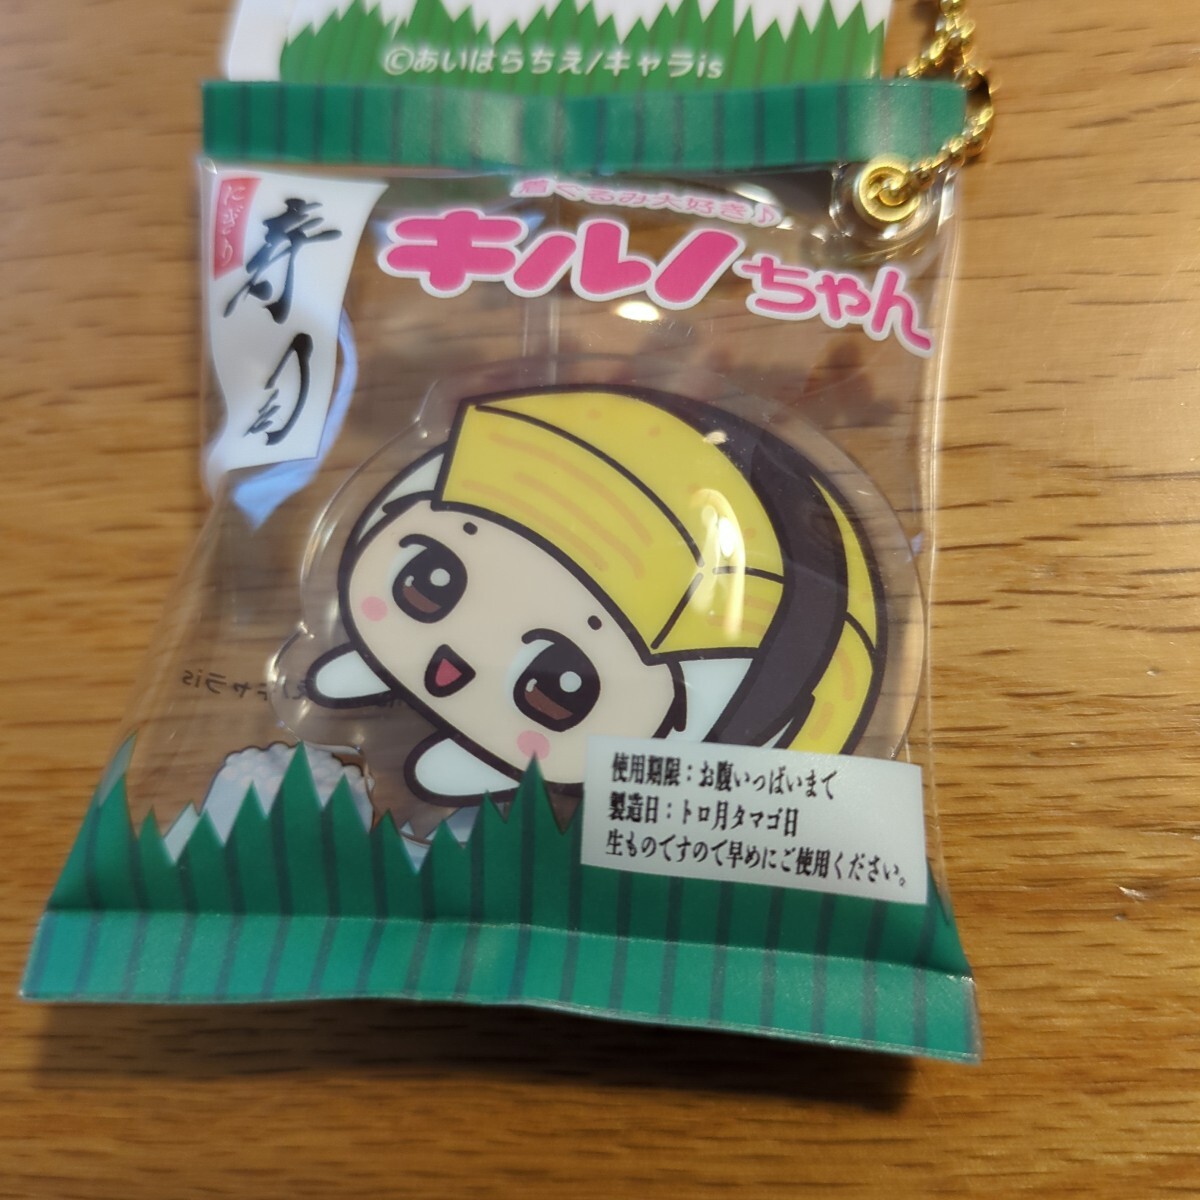 ©あいはらちえ/キャラis
にぎり
寿司
着ぐるみ大好き♪
キルノちゃん
使用期限：お腹いっぱいまで
製造日：トロ月タマゴ日
生ものですので早めにご使用ください。